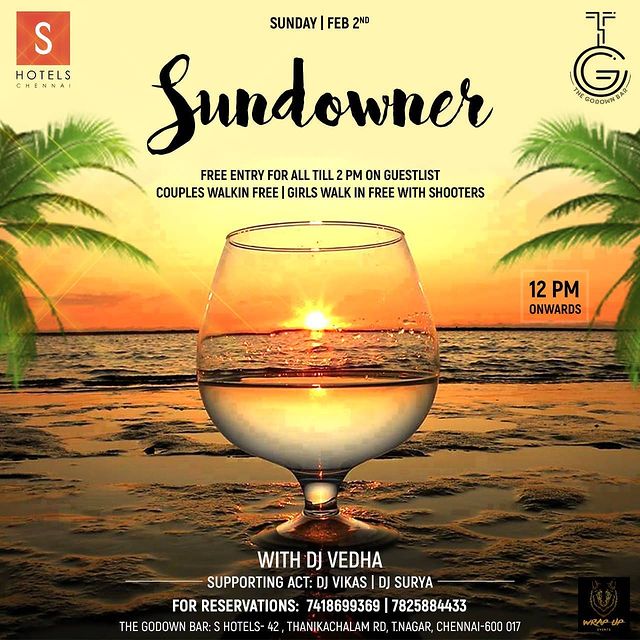 SUNDAY | FEB 2ND
S
HOTELS
CHENNAI
TG
THE GODOWN BAR
Sundowner
FREE ENTRY FOR ALL TILL 2 PM ON GUESTLIST
COUPLES WALKIN FREE | GIRLS WALK IN FREE WITH SHOOTERS
12 PM
ONWARDS
WITH DJ VEDHA
SUPPORTING ACT: DJ VIKAS | DJ SURYA
FOR RESERVATIONS: 7418699369 | 7825884433
THE GODOWN BAR: S HOTELS- 42 , THANIKACHALAM RD, T.NAGAR, CHENNAI-600 017
WRAP UP
EVENTS